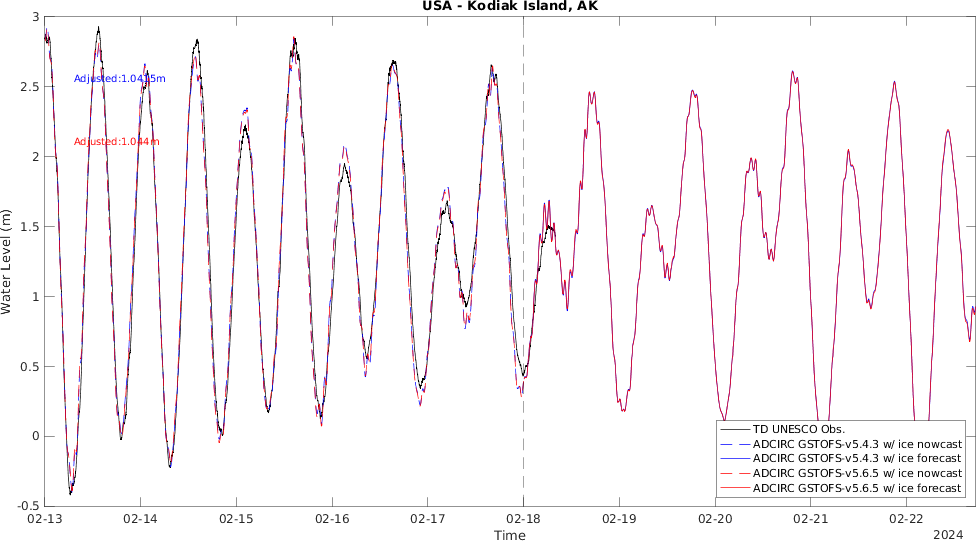 USA - Kodiak Island, AK
3
2.5
2
1.5
1
0.5
0
-0.5
Water Level (m)
Adjusted:1.0415m
Adjusted:1.044m
TD UNESCO Obs.
ADCIRC GSTOFS-v5.4.3 w/ ice nowcast
ADCIRC GSTOFS-v5.4.3 w/ ice forecast
ADCIRC GSTOFS-v5.6.5 w/ ice nowcast
ADCIRC GSTOFS-v5.6.5 w/ ice forecast
02-13 02-14 02-15 02-16 02-17 02-18 02-19 02-20 02-21 02-22
Time
2024